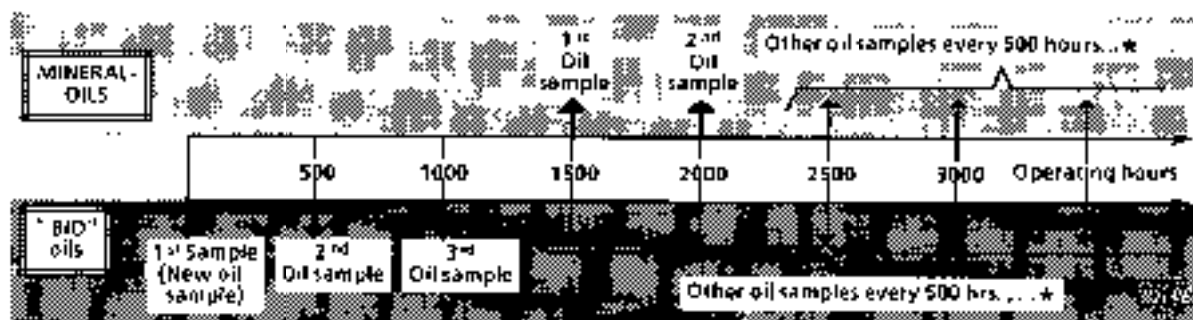 MINERAL-
OILS
1st
Oil
sample
2nd
Oil
sample
Other oil samples every 500 hours...*
500
1000
1500
2000
2500
3000
Operating hours
"BIO"
oils
1st Sample
(New oil
sample)
2nd
Oil sample
3rd
Oil sample
Other oil samples every 500 hrs. ...*